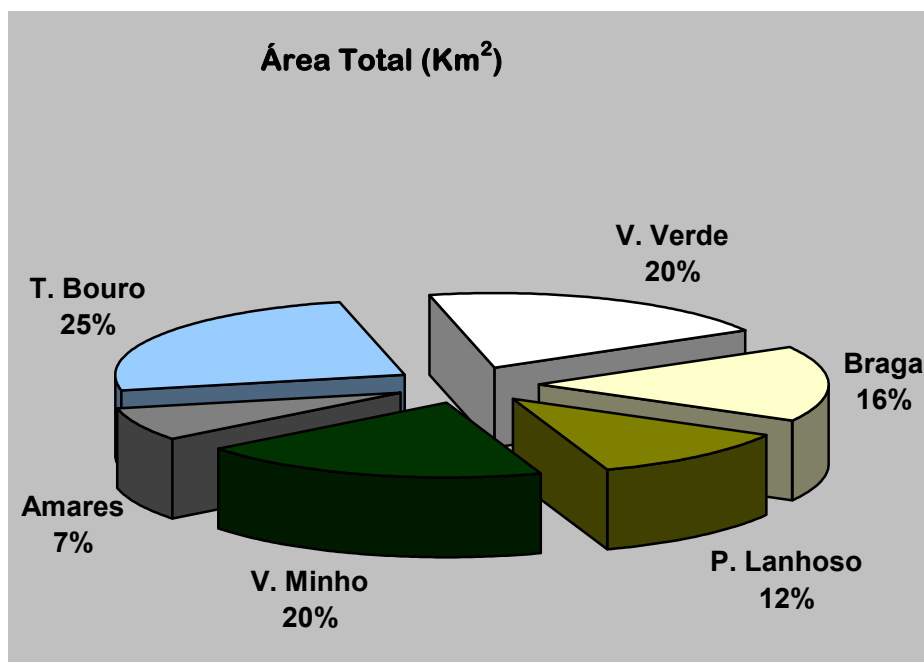 Área Total (Km²)
V. Verde
20%
T. Bouro
25%
Braga
16%
Amares
7%
V. Minho
20%
P. Lanhoso
12%